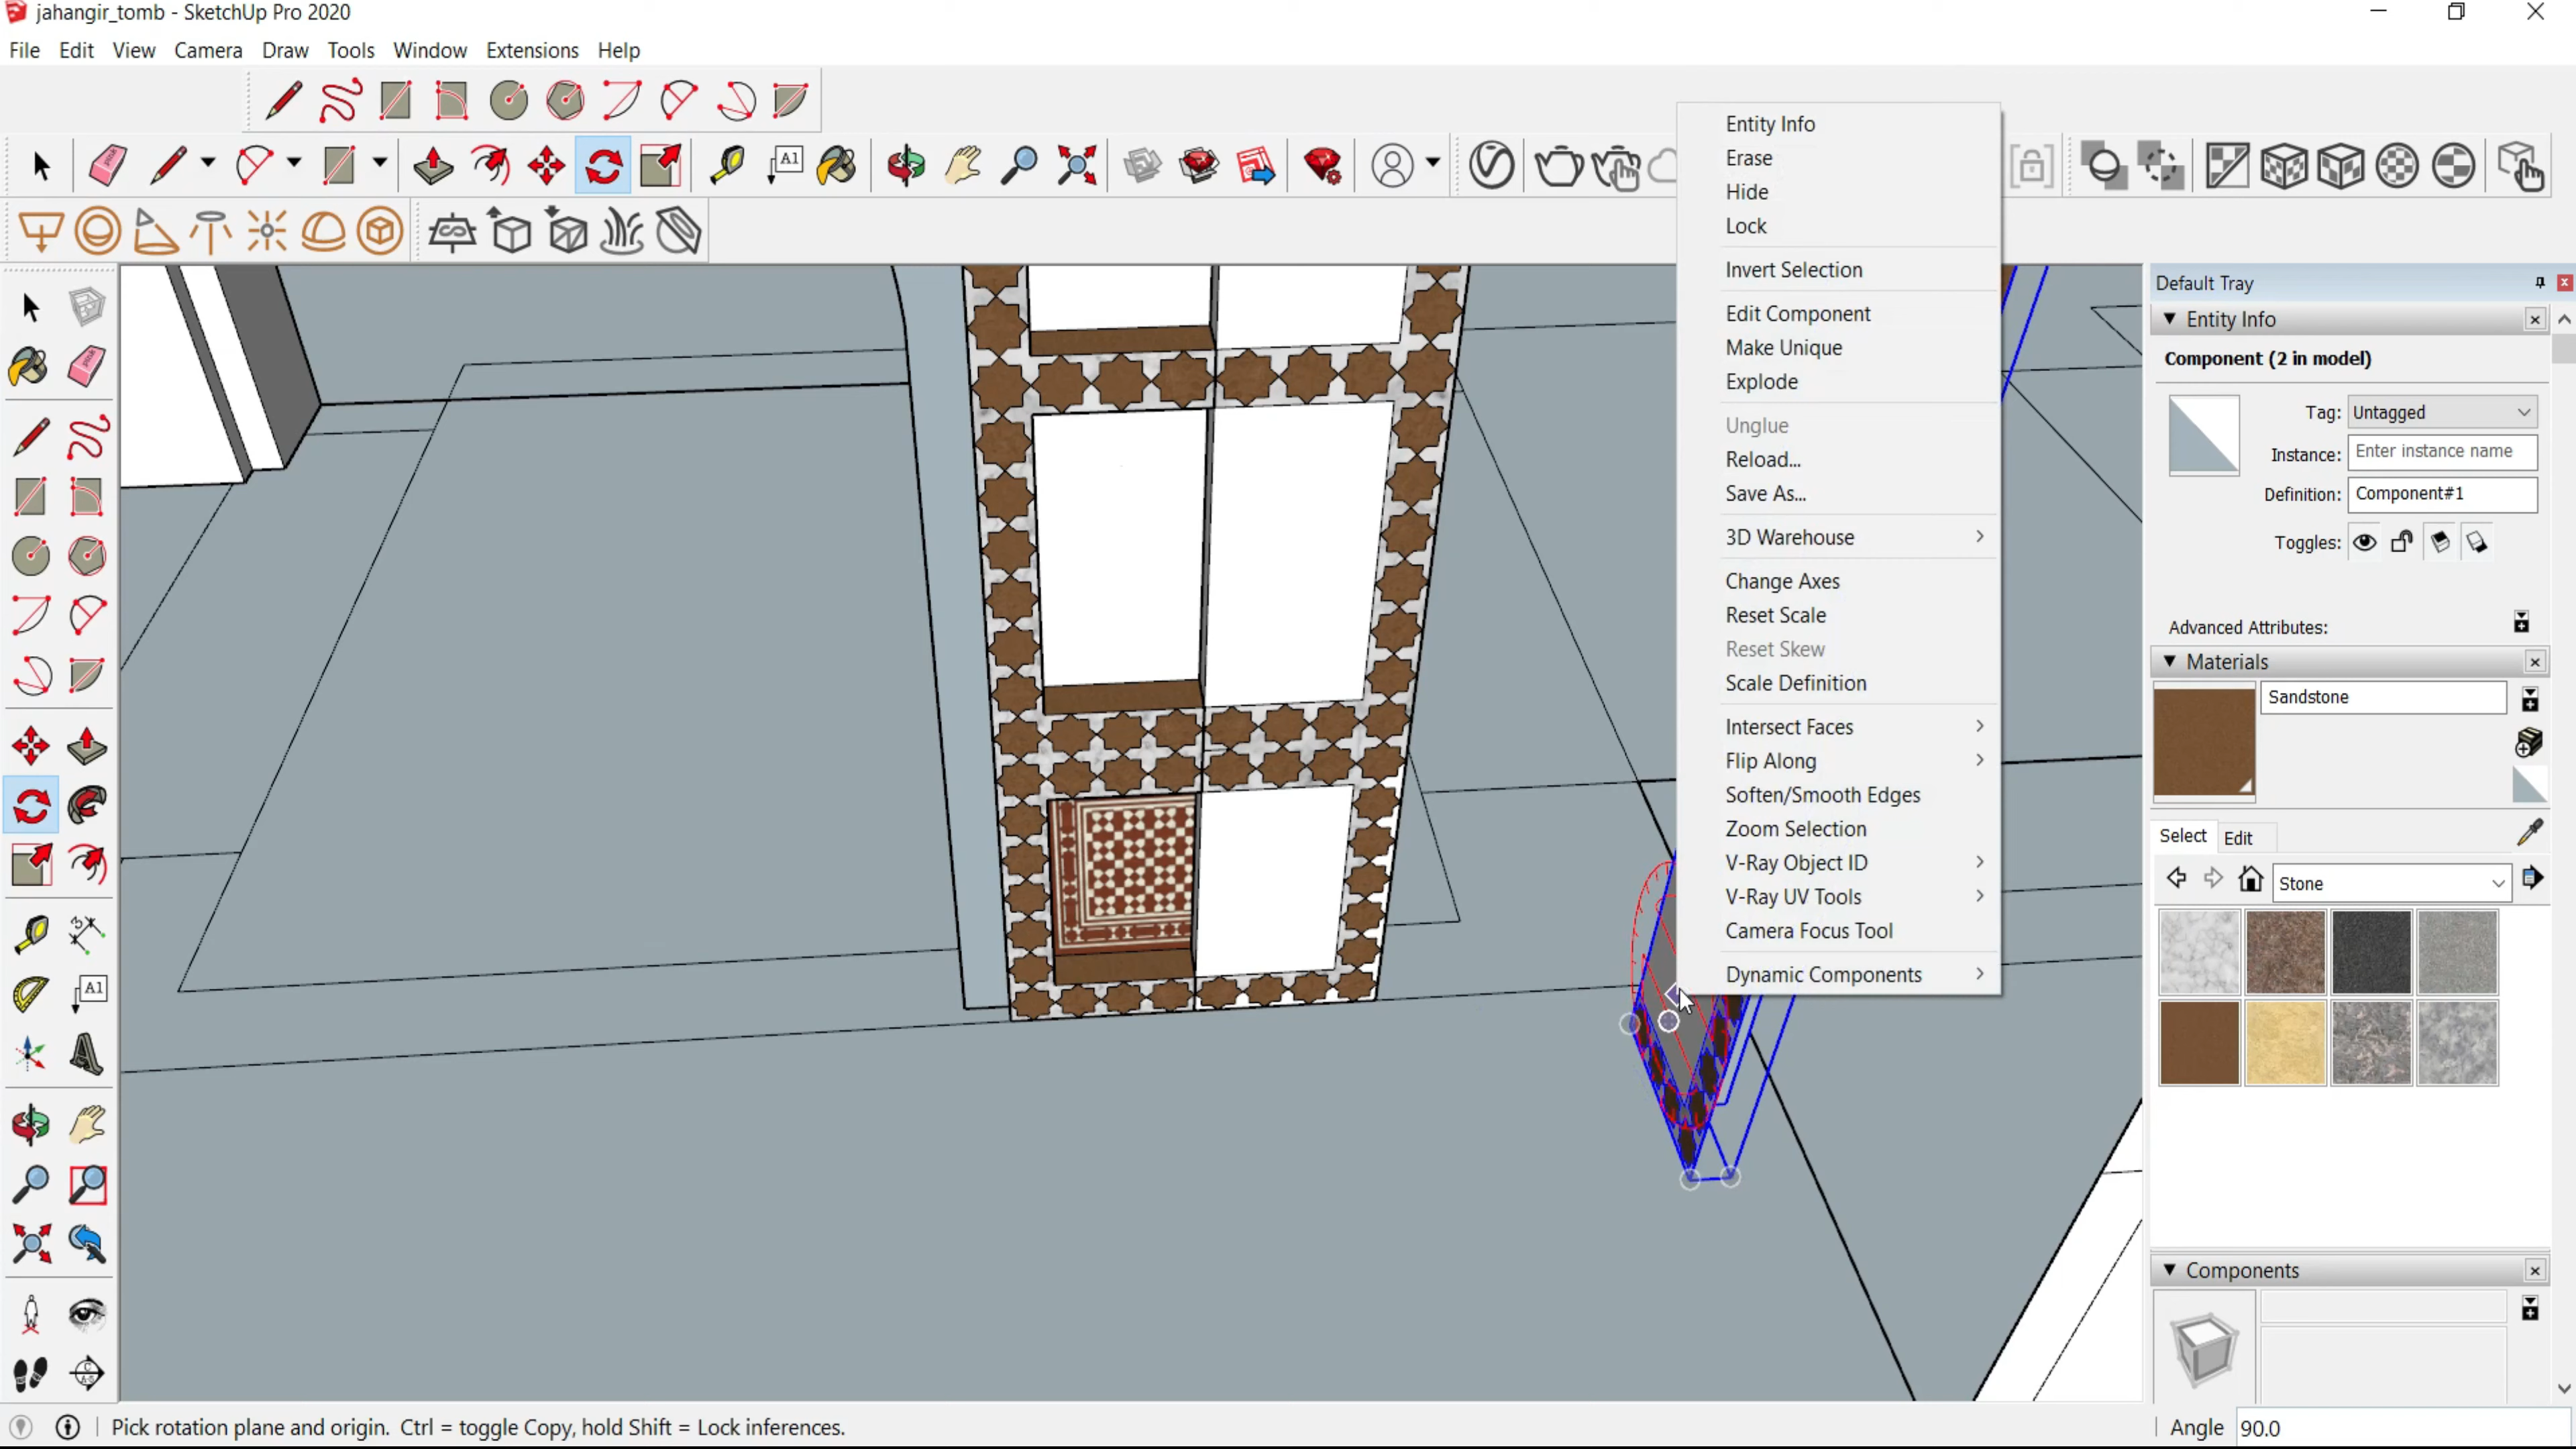 jahangir_tomb - SketchUp Pro 2020
File Edit View Camera Draw Tools Window Extensions Help
A1
Entity Info
Erase
Hide
Lock
Invert Selection
Edit Component
Make Unique
Explode
Unglue
Reload...
Save As...
3D Warehouse
Change Axes
Reset Scale
Reset Skew
Scale Definition
Intersect Faces
Flip Along
Soften/Smooth Edges
Zoom Selection
V-Ray Object ID
V-Ray UV Tools
Camera Focus Tool
Dynamic Components
Default Tray
Entity Info
Component (2 in model)
Tag: Untagged
Instance: Enter instance name
Definition: Component#1
Toggles:
Advanced Attributes:
Materials
Sandstone
Select Edit
Stone
Components
A1
Pick rotation plane and origin. Ctrl = toggle Copy, hold Shift = Lock inferences.
Angle 90.0